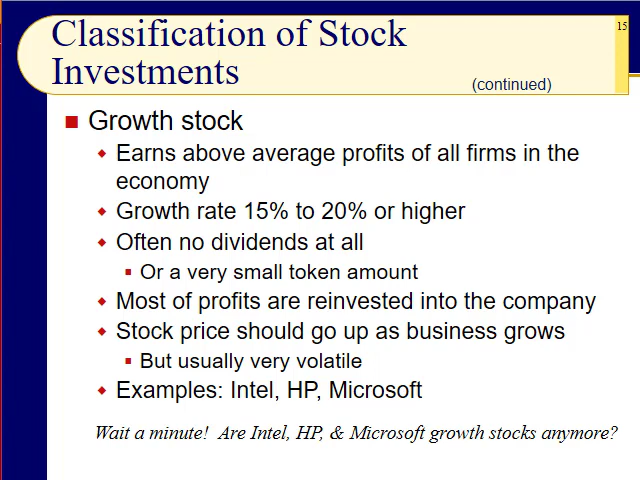 Classification of Stock
Investments
(continued)
15
Growth stock
Earns above average profits of all firms in the
economy
Growth rate 15% to 20% or higher
Often no dividends at all
Or a very small token amount
Most of profits are reinvested into the company
Stock price should go up as business grows
But usually very volatile
Examples: Intel, HP, Microsoft
Wait a minute! Are Intel, HP, & Microsoft growth stocks anymore?